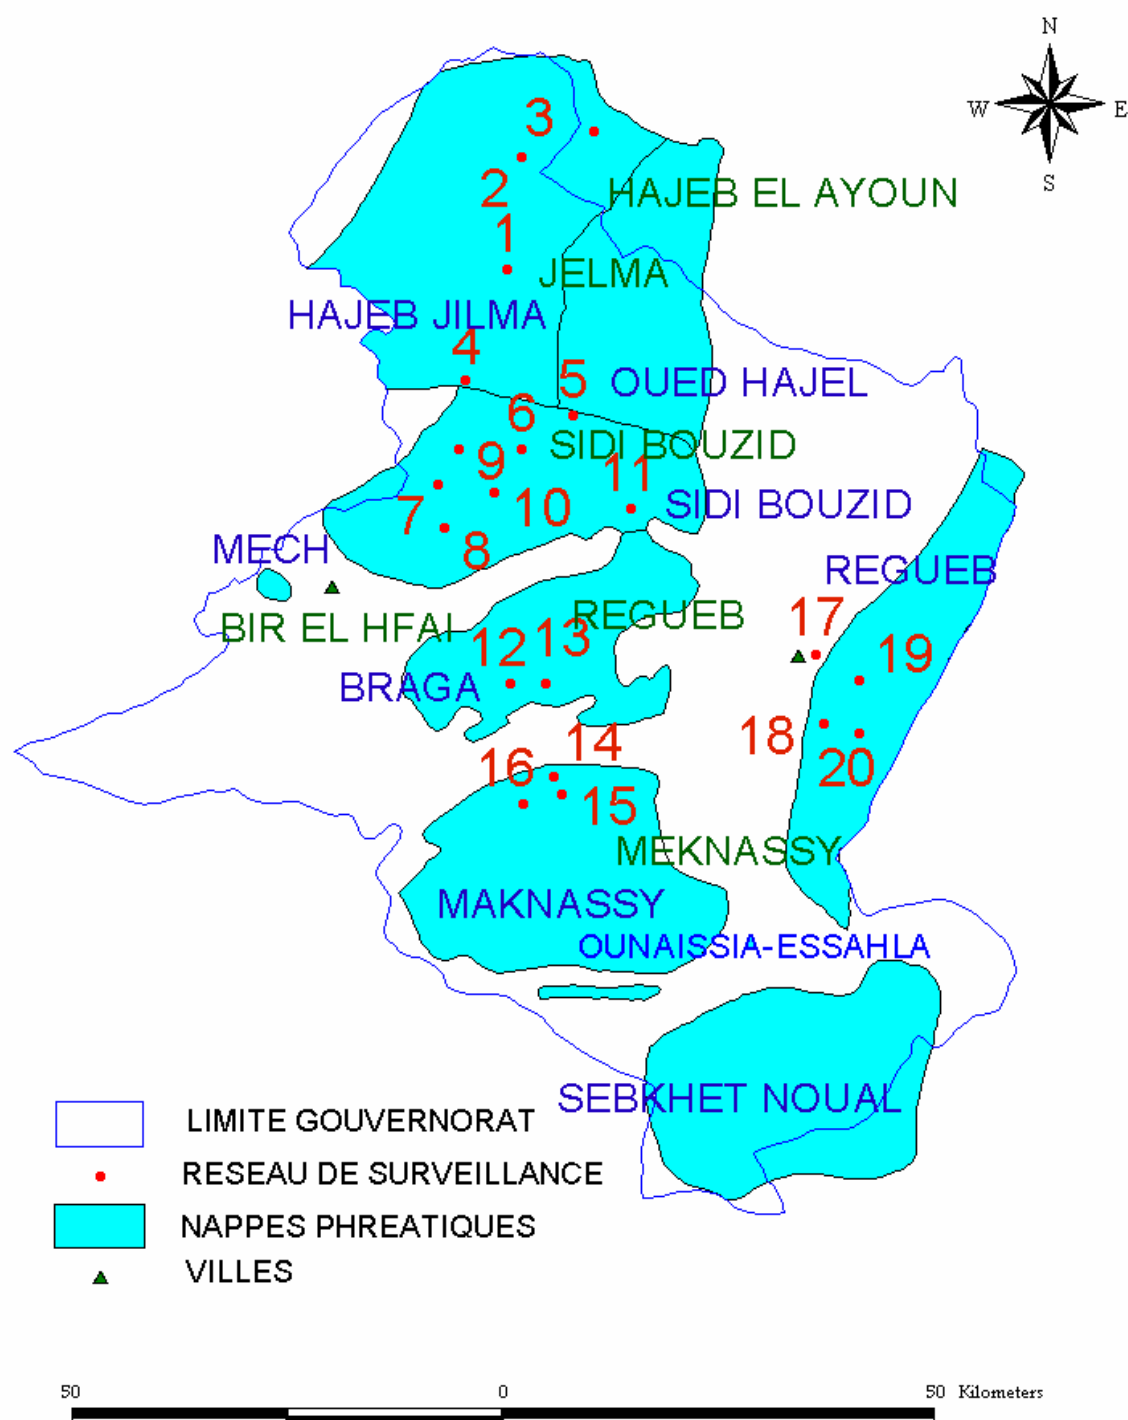 N
W
E
S
3
2
HAJEB EL AYOUN
1
JELMA
HAJEB JILMA
4
5
OUED HAJEL
6
SIDI BOUZID
9
11
10
SIDI BOUZID
7
8
MECH
REGUEB
BIR EL HFAI
REGUEB
17
12
13
19
BRAGA
18
14
16
20
15
MEKNASSY
MAKNASSY
OUNAISSIA-ESSAHLA
SEBKHET NOUAL
LIMITE GOUVERNORAT
RESEAU DE SURVEILLANCE
NAPPES PHREATIQUES
VILLES
50 0 50 Kilometers